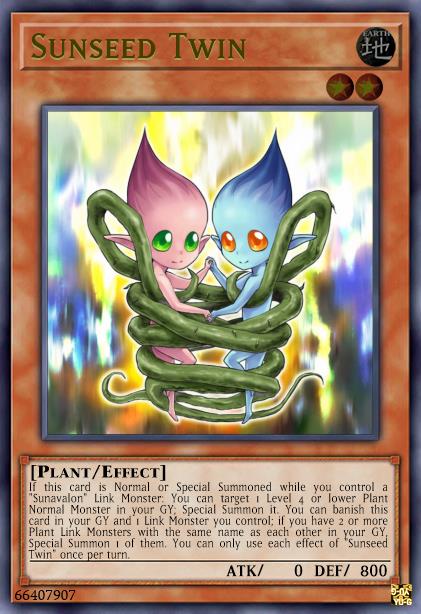 SUNSEED TWIN
EARTH
地
[PLANT/EFFECT]
If this card is Normal or Special Summoned while you control a
"Sunavalon" Link Monster: You can target 1 Level 4 or lower Plant
Normal Monster in your GY; Special Summon it. You can banish this
card in your GY and 1 Link Monster you control; if you have 2 or more
Plant Link Monsters with the same name as each other in your GY,
Special Summon 1 of them. You can only use each effect of "Sunseed
Twin" once per turn.
ATK/ 0 DEF/ 800
66407907